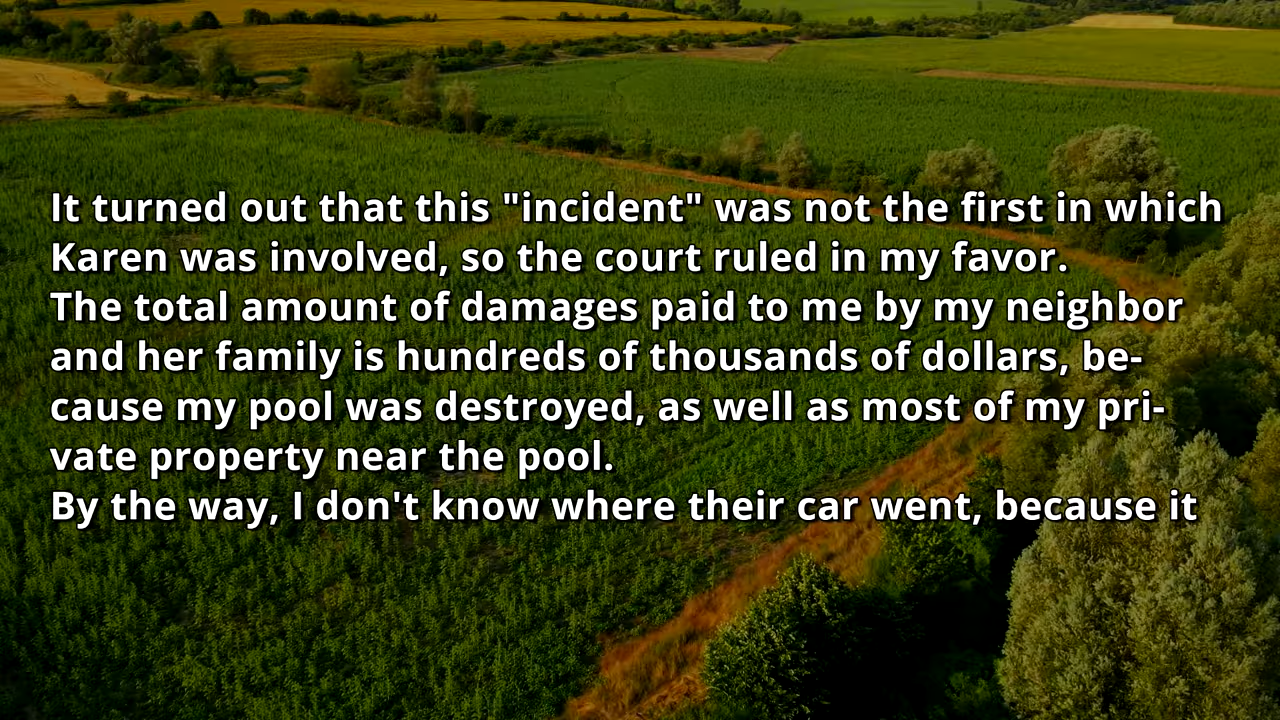 It turned out that this "incident" was not the first in which
Karen was involved, so the court ruled in my favor.
The total amount of damages paid to me by my neighbor
and her family is hundreds of thousands of dollars, be-
cause my pool was destroyed, as well as most of my pri-
vate property near the pool.
By the way, I don't know where their car went, because it